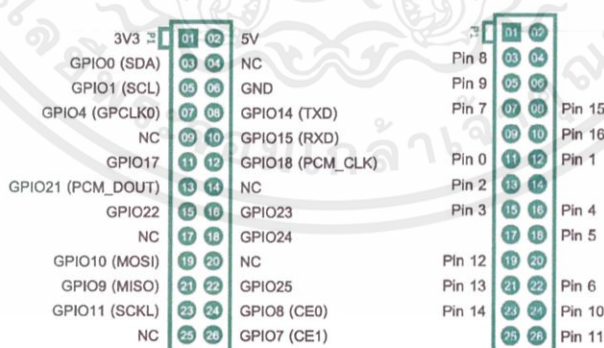 3V3 P1 01 02 5V P1 01 02
GPIO0 (SDA) 03 04 NC Pin 8 03 04
GPIO1 (SCL) 05 06 GND Pin 9 05 06
GPIO4 (GPCLK0) 07 08 GPIO14 (TXD) Pin 7 07 08 Pin 15
NC 09 10 GPIO15 (RXD) 09 10 Pin 16
GPIO17 11 12 GPIO18 (PCM_CLK) Pin 0 11 12 Pin 1
GPIO21 (PCM_DOUT) 13 14 NC Pin 2 13 14
GPIO22 15 16 GPIO23 Pin 3 15 16 Pin 4
NC 17 18 GPIO24 17 18 Pin 5
GPIO10 (MOSI) 19 20 NC Pin 12 19 20
GPIO9 (MISO) 21 22 GPIO25 Pin 13 21 22 Pin 6
GPIO11 (SCKL) 23 24 GPIO8 (CE0) Pin 14 23 24 Pin 10
NC 25 26 GPIO7 (CE1) 25 26 Pin 11